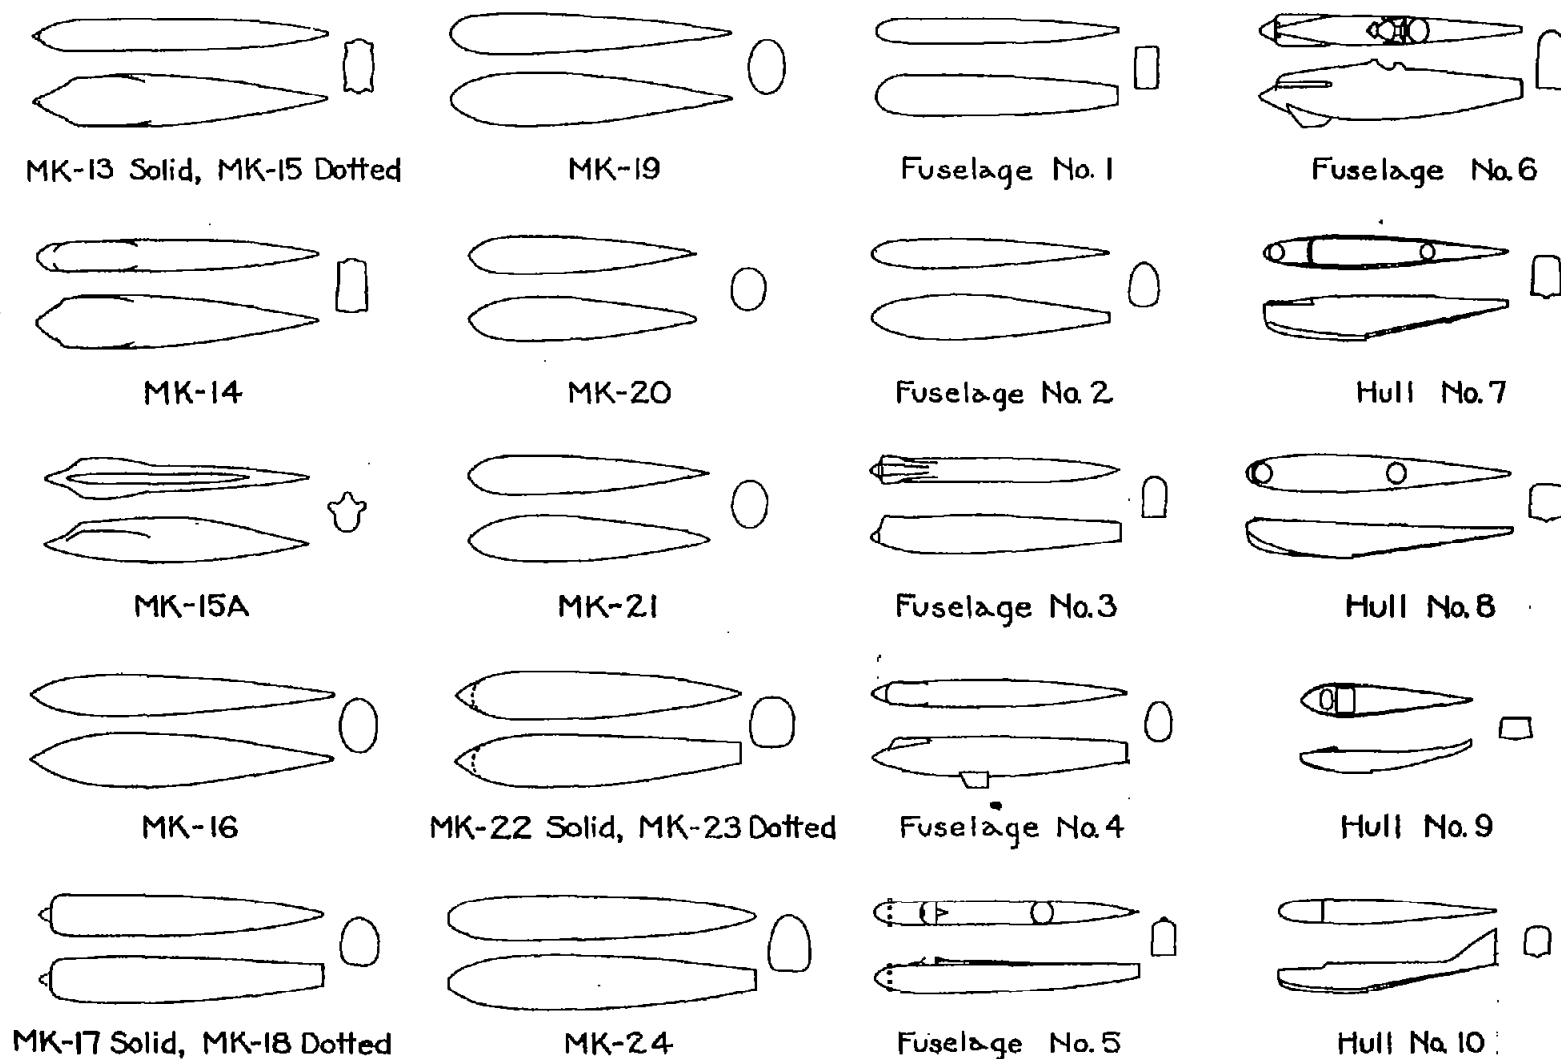 MK-13 Solid, MK-15 Dotted
MK-19
Fuselage No. 1
Fuselage No. 6
MK-14
MK-20
Fuselage No. 2
Hull No. 7
MK-15A
MK-21
Fuselage No. 3
Hull No. 8
MK-16
MK-22 Solid, MK-23 Dotted
Fuselage No. 4
Hull No. 9
MK-17 Solid, MK-18 Dotted
MK-24
Fuselage No. 5
Hull No 10